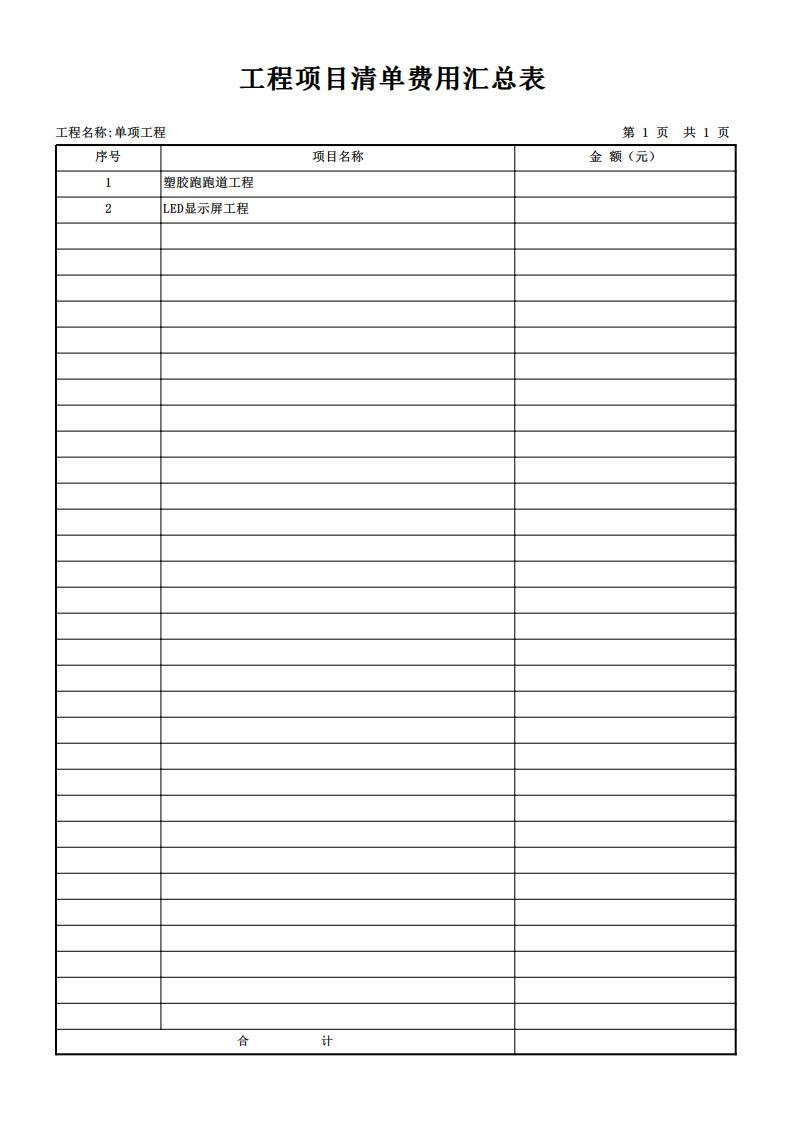 工程项目清单费用汇总表
工程名称:单项工程 第 1 页 共 1 页
序号 项目名称 金 额（元）
1 塑胶跑跑道工程
2 LED显示屏工程
合 计